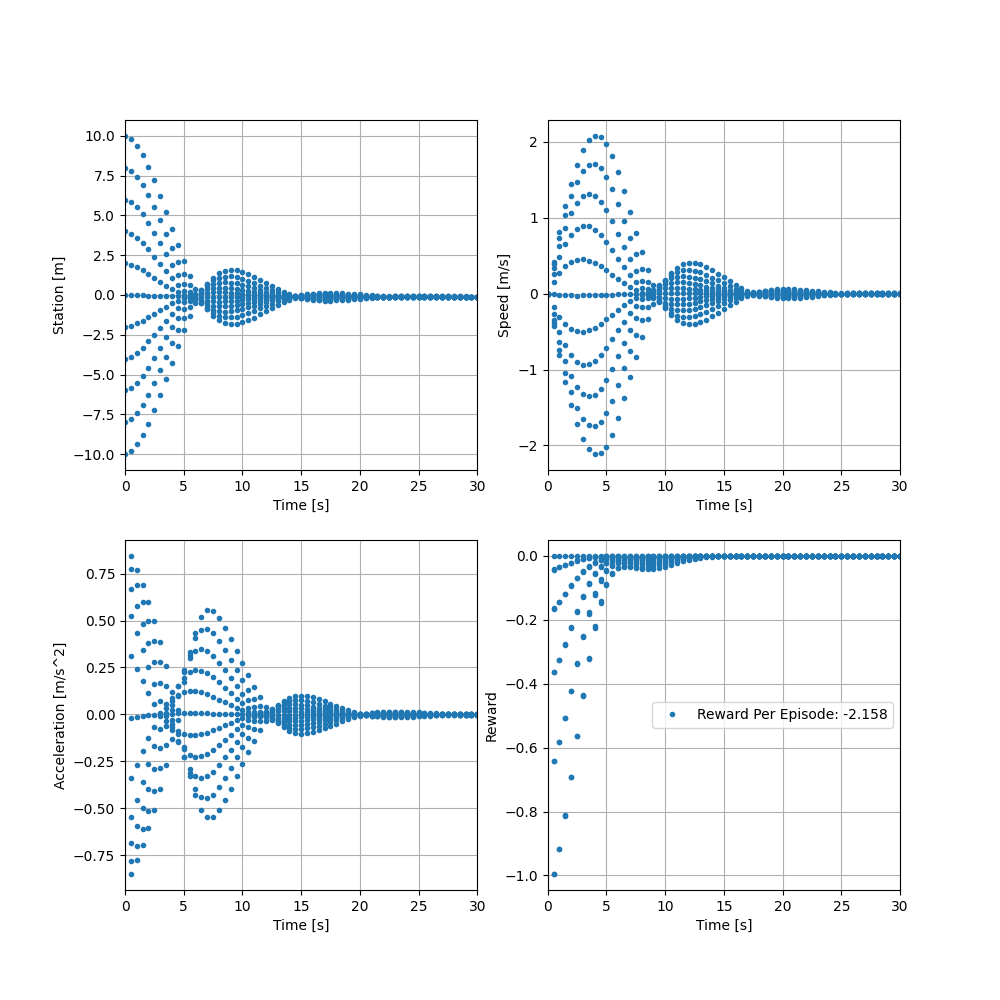 10.0
7.5
5.0
2.5
0.0
−2.5
−5.0
−7.5
−10.0
Station [m]
0 5 10 15 20 25 30
Time [s]
2
1
0
−1
−2
Speed [m/s]
0 5 10 15 20 25 30
Time [s]
0.75
0.50
0.25
0.00
−0.25
−0.50
−0.75
Acceleration [m/s^2]
0 5 10 15 20 25 30
Time [s]
0.0
−0.2
−0.4
−0.6
−0.8
−1.0
Reward
Reward Per Episode: -2.158
0 5 10 15 20 25 30
Time [s]